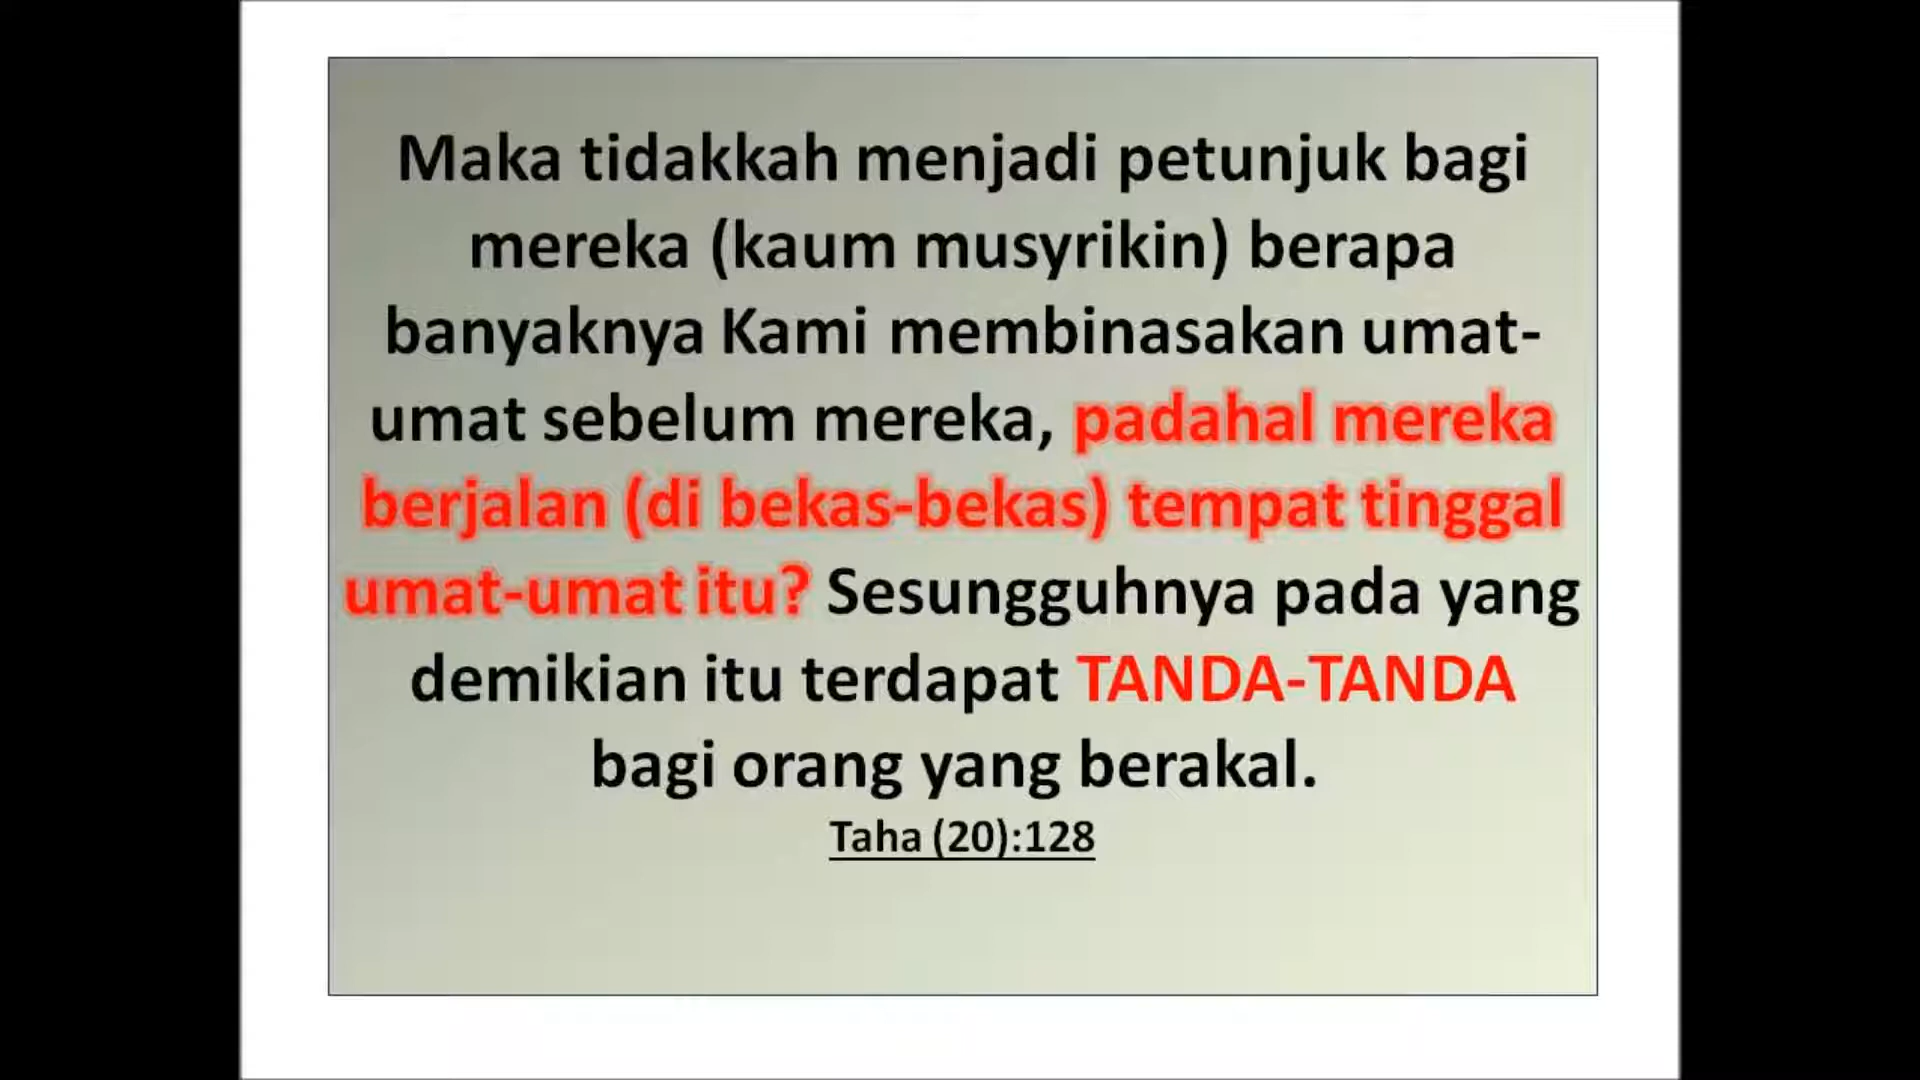 Maka tidakkah menjadi petunjuk bagi
mereka (kaum musyrikin) berapa
banyaknya Kami membinasakan umat-
umat sebelum mereka, padahal mereka
berjalan (di bekas-bekas) tempat tinggal
umat-umat itu? Sesungguhnya pada yang
demikian itu terdapat TANDA-TANDA
bagi orang yang berakal.
Taha (20):128